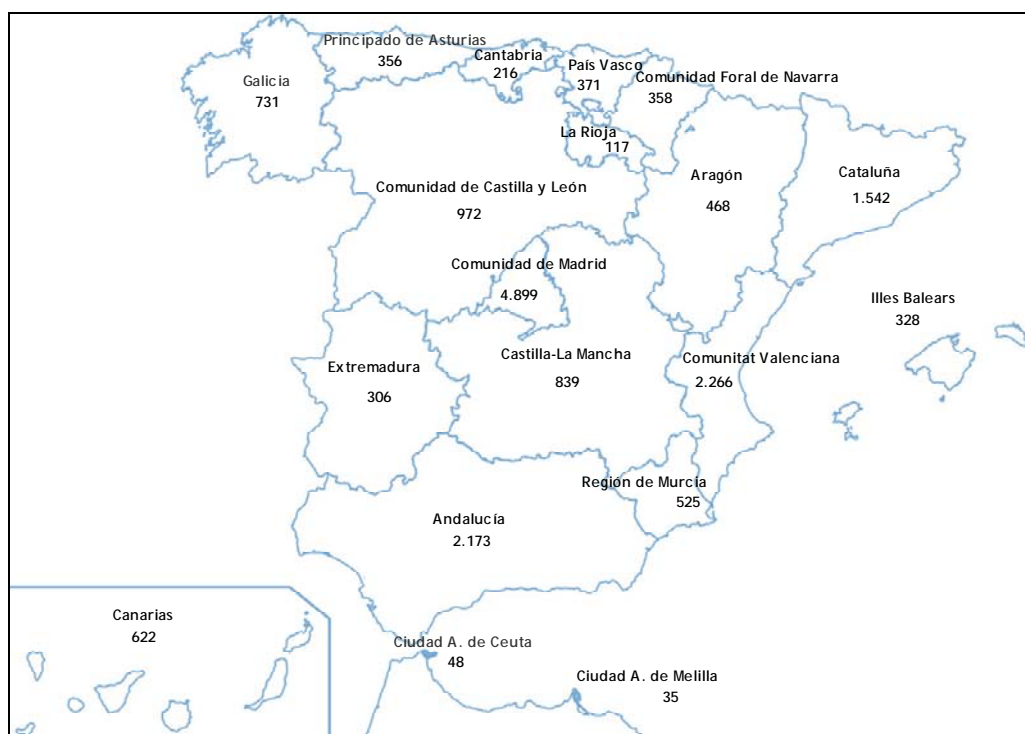 Principado de Asturias
356
Cantabria
216
País Vasco
371
Comunidad Foral de Navarra
358
Galicia
731
La Rioja
117
Comunidad de Castilla y León
972
Aragón
468
Cataluña
1.542
Comunidad de Madrid
4.899
Illes Balears
328
Extremadura
306
Castilla-La Mancha
839
Comunitat Valenciana
2.266
Región de Murcia
525
Andalucía
2.173
Canarias
622
Ciudad A. de Ceuta
48
Ciudad A. de Melilla
35